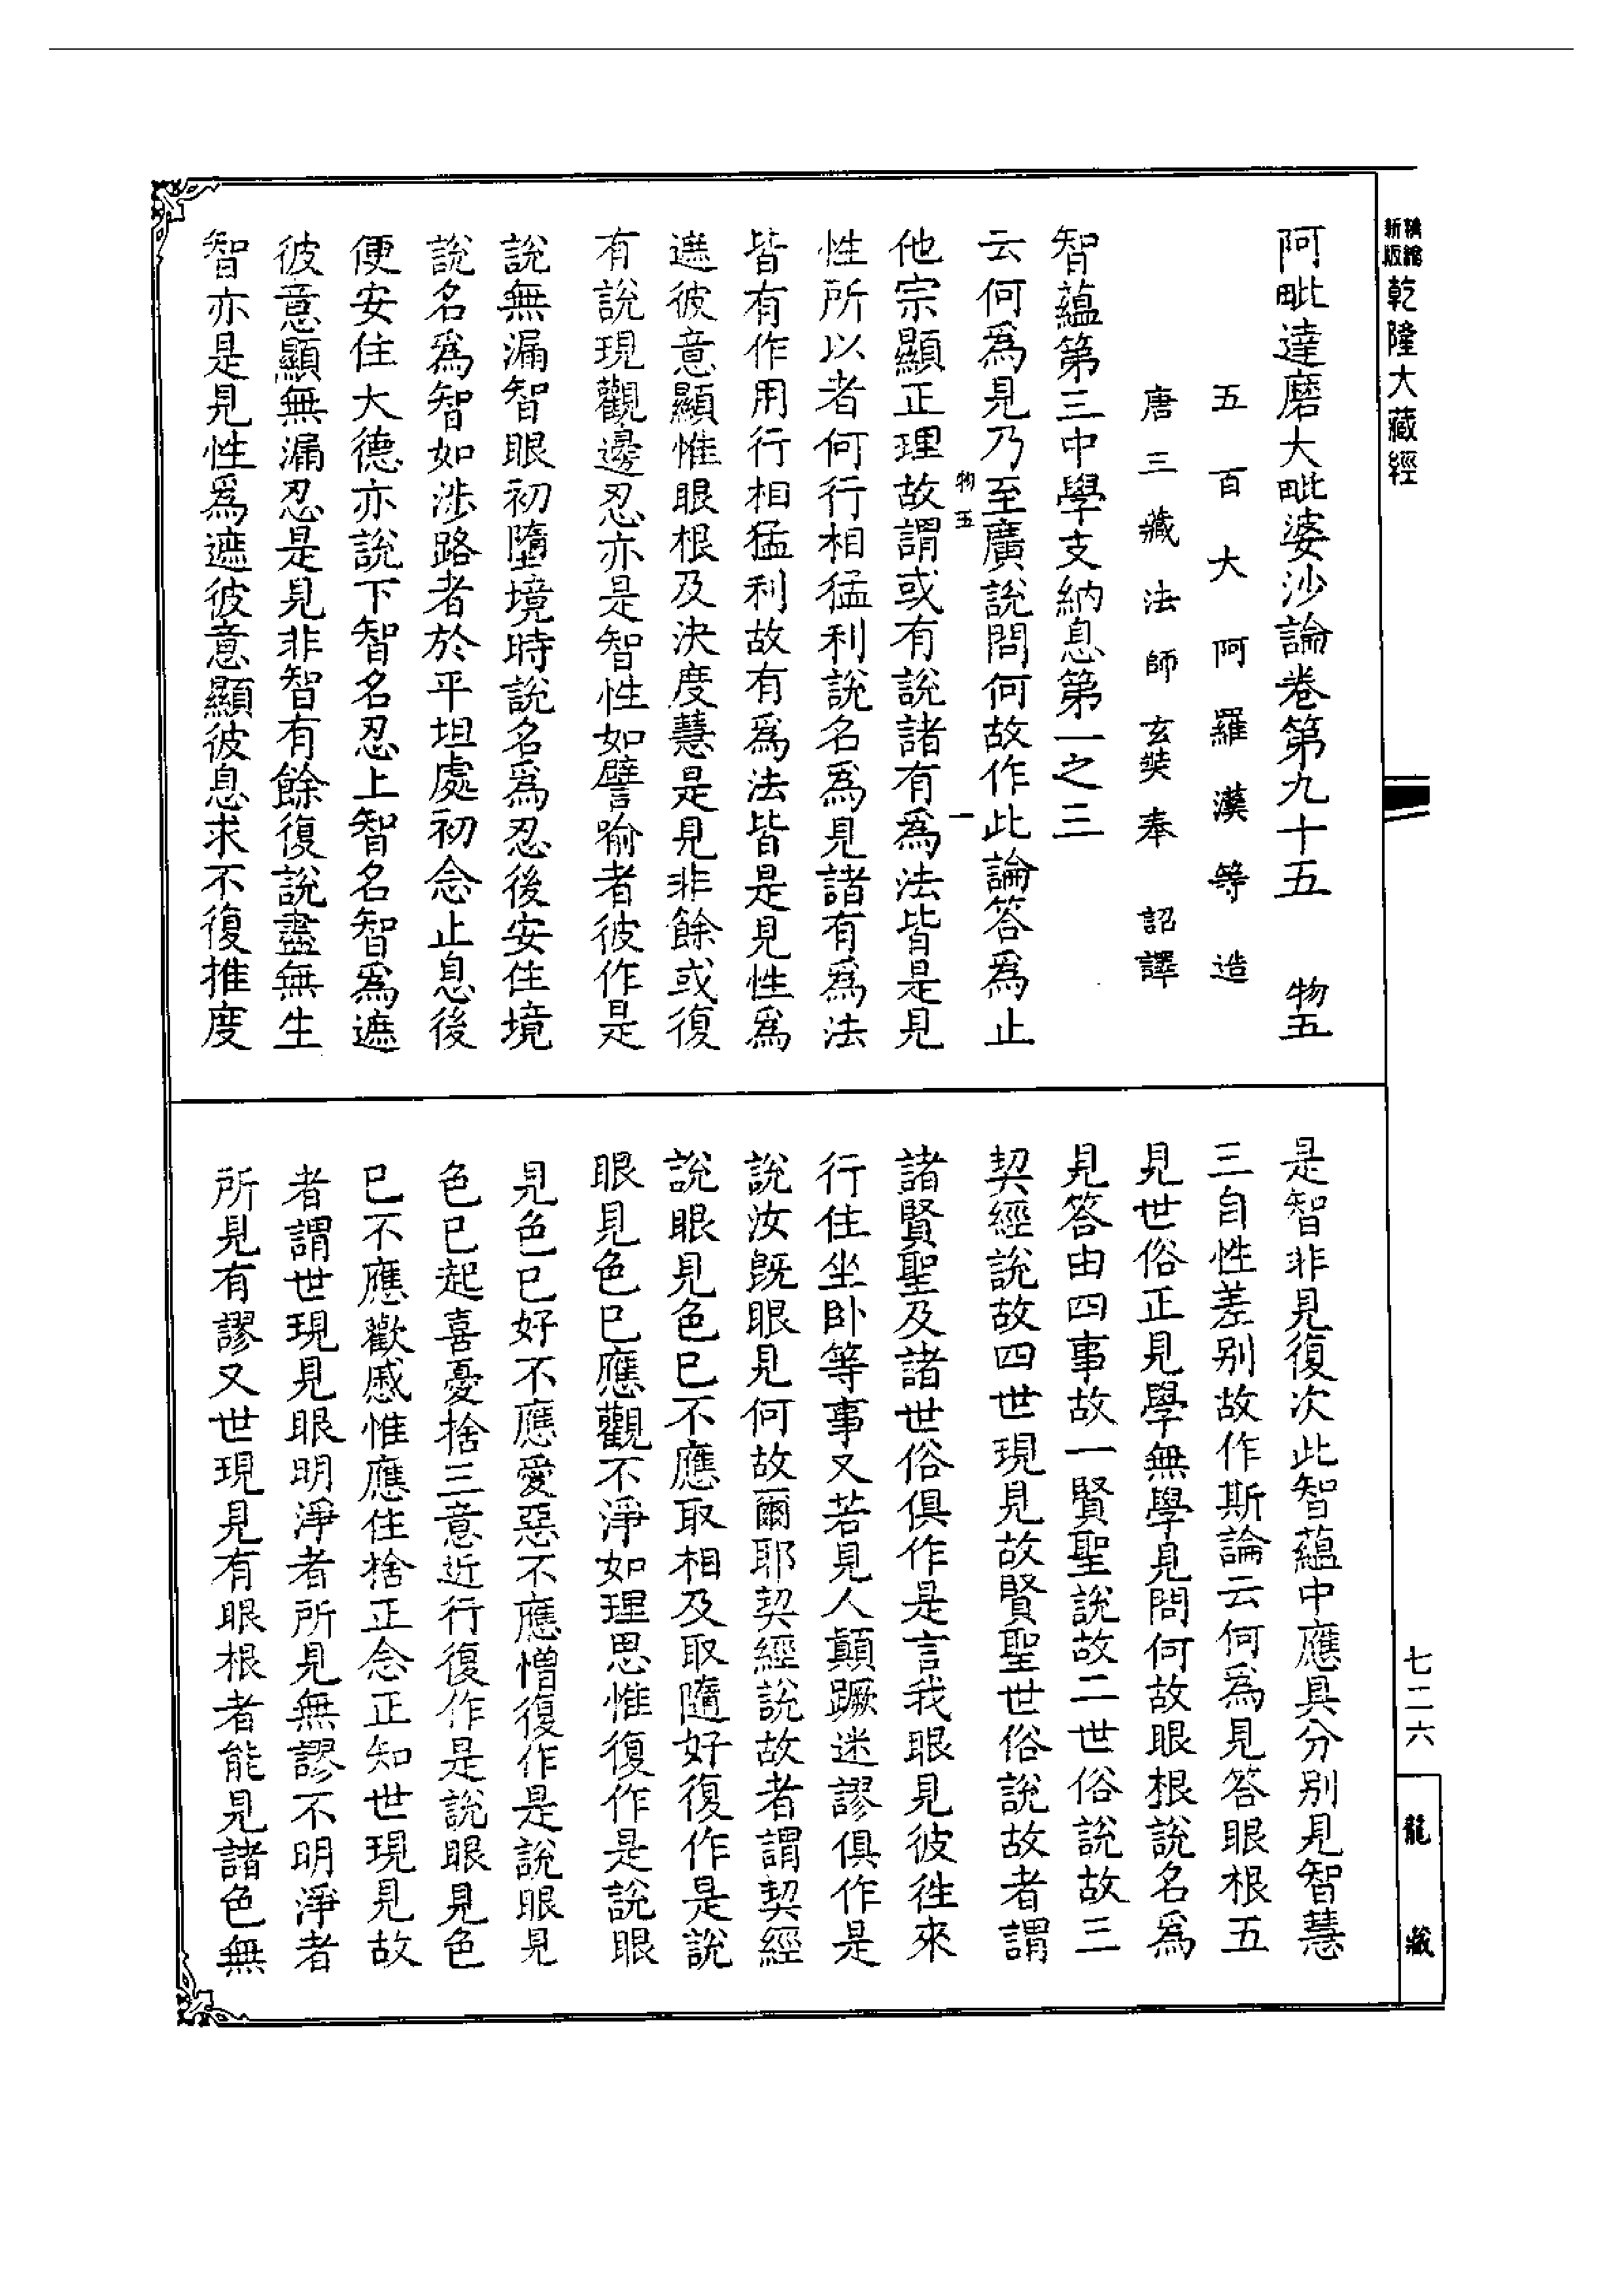 新版精縮
乾隆大藏經
七二六
龍藏
阿毗達磨大毗婆沙論卷第九十五 物五
五百大阿羅漢等造
唐三藏法師玄奘奉 詔譯
智蘊第三中學支納息第一之三
云何爲見乃至廣說問何故作此論答爲止
物五 一
他宗顯正理故謂或有說諸有爲法皆是見
性所以者何行相猛利說名爲見諸有爲法
皆有作用行相猛利故有爲法皆是見性爲
遮彼意顯惟眼根及決度慧是見非餘或復
有說現觀邊忍亦是智性如譬喻者彼作是
說無漏智眼初墮境時說名爲忍後安住境
說名爲智如涉路者於平坦處初念止息後
便安住大德亦說下智名忍上智名智爲遮
彼意顯無漏忍是見非智有餘復說盡無生
智亦是見性爲遮彼意顯彼息求不復推度
是智非見復次此智蘊中應具分別見智慧
三自性差別故作斯論云何爲見答眼根五
見世俗正見學無學見問何故眼根說名爲
見答由四事故一賢聖說故二世俗說故三
契經說故四世現見故賢聖世俗說故者謂
諸賢聖及諸世俗俱作是言我眼見彼徃來
行住坐卧等事又若見人顛蹶迷謬俱作是
說汝旣眼見何故爾耶契經說故者謂契經
說眼見色已不應取相及取隨好復作是說
眼見色已應觀不淨如理思惟復作是說眼
見色已好不應愛惡不應憎復作是說眼見
色已起喜憂捨三意近行復作是說眼見色
已不應歡慼惟應住捨正念正知世現見故
者謂世現見眼明淨者所見無謬不明淨者
所見有謬又世現見有眼根者能見諸色無